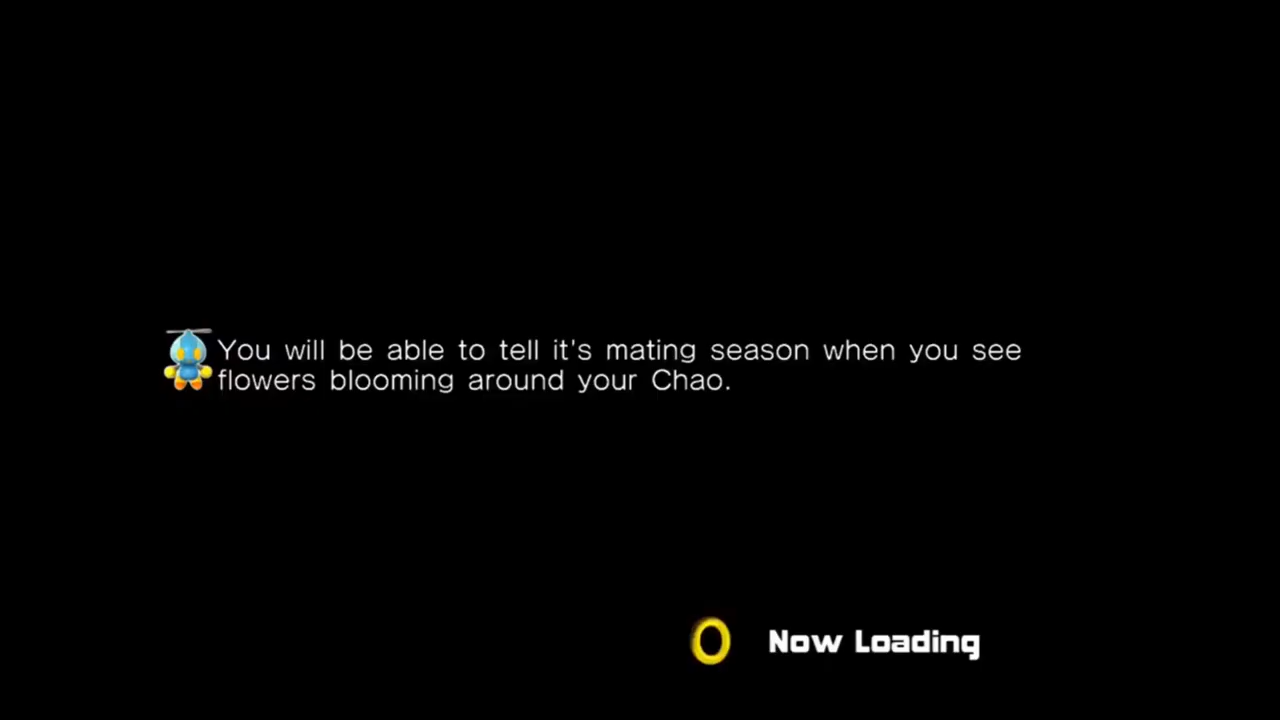 You will be able to tell it's mating season when you see
flowers blooming around your Chao.
Now Loading